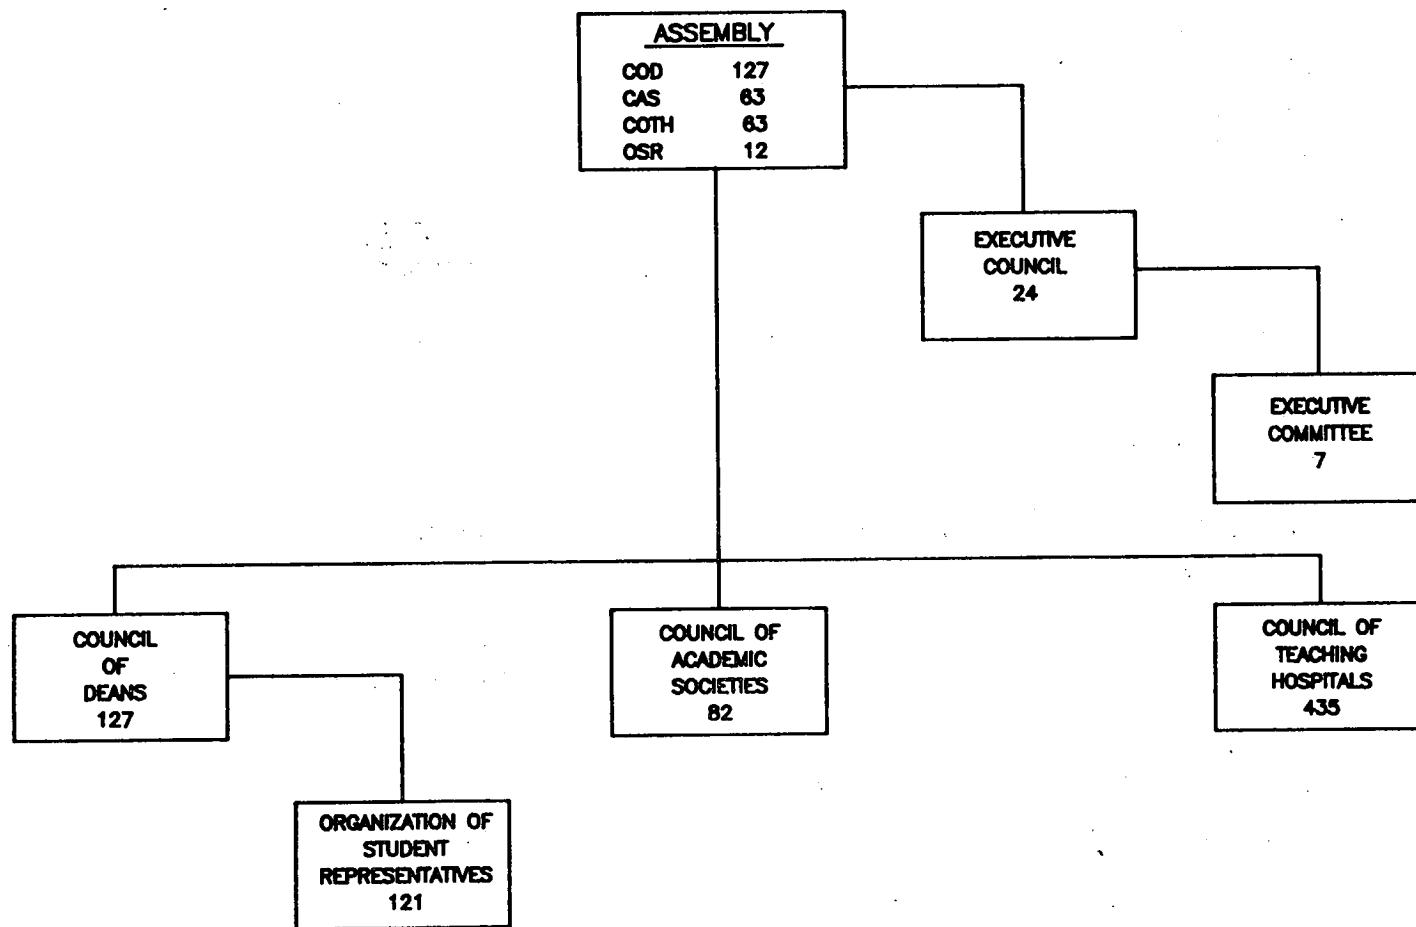 ASSEMBLY
COD 127
CAS 63
COTH 63
OSR 12
EXECUTIVE
COUNCIL
24
EXECUTIVE
COMMITTEE
7
COUNCIL
OF
DEANS
127
COUNCIL OF
ACADEMIC
SOCIETIES
82
COUNCIL OF
TEACHING
HOSPITALS
435
ORGANIZATION OF
STUDENT
REPRESENTATIVES
121